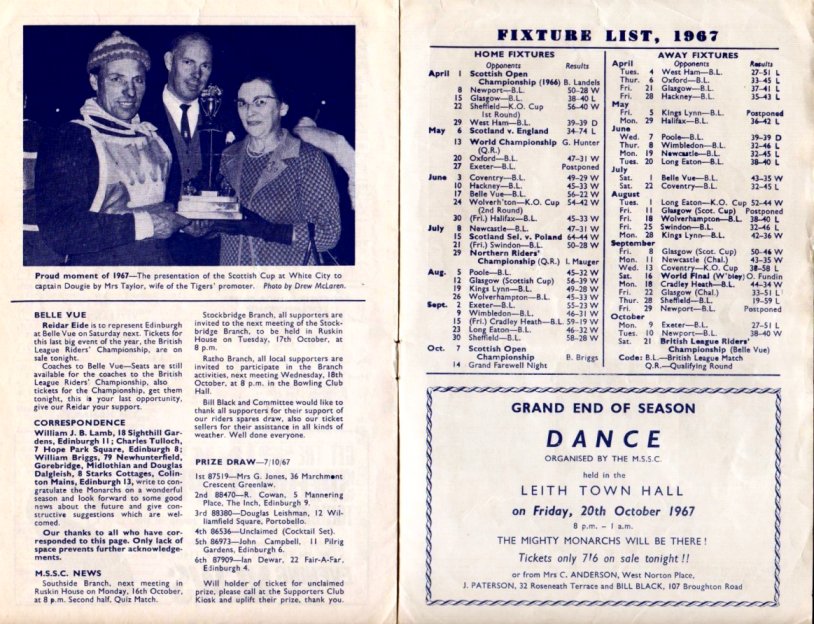 Proud moment of 1967—The presentation of the Scottish Cup at White City to
captain Dougie by Mrs Taylor, wife of the Tigers' promoter. Photo by Drew McLaren.
BELLE VUE
Reidar Eide is to represent Edinburgh
at Belle Vue on Saturday next. Tickets for
this last big event of the year, the British
League Riders' Championship, are on
sale tonight.
Coaches to Belle Vue—Seats are still
available for the coaches to the British
League Riders' Championship, also
tickets for the Championship, get them
tonight, this is your last opportunity,
give our Reidar your support.
CORRESPONDENCE
William J. B. Lamb, 18 Sighthill Gar-
dens, Edinburgh 11; Charles Tulloch,
7 Hope Park Square, Edinburgh 8;
William Briggs, 79 Newhunterfield,
Gorebridge, Midlothian and Douglas
Dalgleish, 8 Starks Cottages, Colin-
ton Mains, Edinburgh 13, write to con-
gratulate the Monarchs on a wonderful
season and look forward to some good
news about the future and give con-
structive suggestions which are wel-
comed.
Our thanks to all who have cor-
responded to this page. Only lack of
space prevents further acknowledge-
ments.
M.S.S.C. NEWS
Southside Branch, next meeting in
Ruskin House on Monday, 16th October,
at 8 p.m. Second half, Quiz Match.
Stockbridge Branch, all supporters are
invited to the next meeting of the Stock-
bridge Branch, to be held in Ruskin
House on Tuesday, 17th October, at
8 p.m.
Ratho Branch, all local supporters are
invited to participate in the Branch
activities, next meeting Wednesday, 18th
October, at 8 p.m. in the Bowling Club
Hall.
Bill Black and Committee would like to
thank all supporters for their support of
our riders spares draw, also our ticket
sellers for their assistance in all kinds of
weather. Well done everyone.
PRIZE DRAW—7/10/67
1st 87519—Mrs G. Jones, 36 Marchmont
Crescent Greenlaw.
2nd 88470—R. Cowan, 5 Mannering
Place, The Inch, Edinburgh 9.
3rd 88380—Douglas Leishman, 12 Wil-
liamfield Square, Portobello.
4th 86536—Unclaimed (Cocktail Set).
5th 86973—John Campbell, 11 Pilrig
Gardens, Edinburgh 6.
6th 87909—Ian Dewar, 22 Fair-A-Far,
Edinburgh 4.
Will holder of ticket for unclaimed
prize, please call at the Supporters Club
Kiosk and uplift their prize, thank you.
FIXTURE LIST, 1967
HOME FIXTURES
Opponents Results
April 1 Scottish Open
Championship (1966) B. Landels
8 Newport—B.L. 50–28 W
15 Glasgow—B.L. 38–40 L
22 Sheffield—K.O. Cup 56–40 W
1st Round)
29 West Ham—B.L. 39–39 D
May 6 Scotland v. England 34–74 L
13 World Championship G. Hunter
(Q.R.)
20 Oxford—B.L. 47–31 W
27 Exeter—B.L. Postponed
June 3 Coventry—B.L. 49–29 W
10 Hackney—B.L. 45–33 W
17 Belle Vue—B.L. 56–22 W
24 Wolverh'ton—K.O. Cup 54–42 W
(2nd Round)
30 (Fri.) Halifax—B.L. 45–33 W
July 8 Newcastle—B.L. 47–31 W
15 Scotland Sel. v. Poland 64–44 W
21 (Fri.) Swindon—B.L. 50–28 W
29 Northern Riders'
Championship (Q.R.) I. Mauger
Aug. 5 Poole—B.L. 45–32 W
12 Glasgow (Scottish Cup) 56–39 W
19 Kings Lynn—B.L. 49–28 W
26 Wolverhampton—B.L. 45–33 W
Sept. 2 Exeter—B.L. 55–23 W
9 Wimbledon—B.L. 46–31 W
15 (Fri.) Cradley Heath—B.L. 59–19 W
23 Long Eaton—B.L. 46–32 W
30 Sheffield—B.L. 58–28 W
Oct. 7 Scottish Open
Championship B. Briggs
14 Grand Farewell Night
AWAY FIXTURES
Opponents Results
April
Tues. 4 West Ham—B.L. 27–51 L
Thur. 6 Oxford—B.L. 33–45 L
Fri. 21 Glasgow—B.L. 37–41 L
Fri. 28 Hackney—B.L. 35–43 L
May
Fri. 5 Kings Lynn—B.L. Postponed
Mon. 29 Halifax—B.L. 36–42 L
June
Wed. 7 Poole—B.L. 39–39 D
Thur. 8 Wimbledon—B.L. 32–46 L
Mon. 19 Newcastle—B.L. 32–45 L
Tues. 20 Long Eaton—B.L. 38–40 L
July
Sat. 1 Belle Vue—B.L. 43–35 W
Sat. 22 Coventry—B.L. 32–45 L
August
Tues. 1 Long Eaton—K.O. Cup 52–44 W
Fri. 11 Glasgow (Scot. Cup) Postponed
Fri. 18 Wolverhampton—B.L. 38–40 L
Fri. 25 Swindon—B.L. 32–46 L
Mon. 28 Kings Lynn—B.L. 42–36 W
September
Fri. 8 Glasgow (Scot. Cup) 50–46 W
Mon. 11 Newcastle (Chal.) 43–35 W
Wed. 13 Coventry—K.O. Cup 38–58 L
Sat. 16 World Final (W'bley) O. Fundin
Mon. 18 Cradley Heath—B.L. 44–34 W
Fri. 22 Glasgow (Chal.) 33–51 L
Thur. 28 Sheffield—B.L. 19–59 L
Fri. 29 Newport—B.L. Postponed
October
Mon. 9 Exeter—B.L. 27–51 L
Tues. 10 Newport—B.L. 38–40 W
Sat. 21 British League Riders'
Championship (Belle Vue)
Code: B.L.—British League Match
Q.R.—Qualifying Round
GRAND END OF SEASON
DANCE
ORGANISED BY THE M.S.S.C.
held in the
LEITH TOWN HALL
on Friday, 20th October 1967
8 p.m. – 1 a.m.
THE MIGHTY MONARCHS WILL BE THERE!
Tickets only 7'6 on sale tonight!!
or from Mrs C. ANDERSON, West Norton Place,
J. PATERSON, 32 Roseneath Terrace and BILL BLACK, 107 Broughton Road